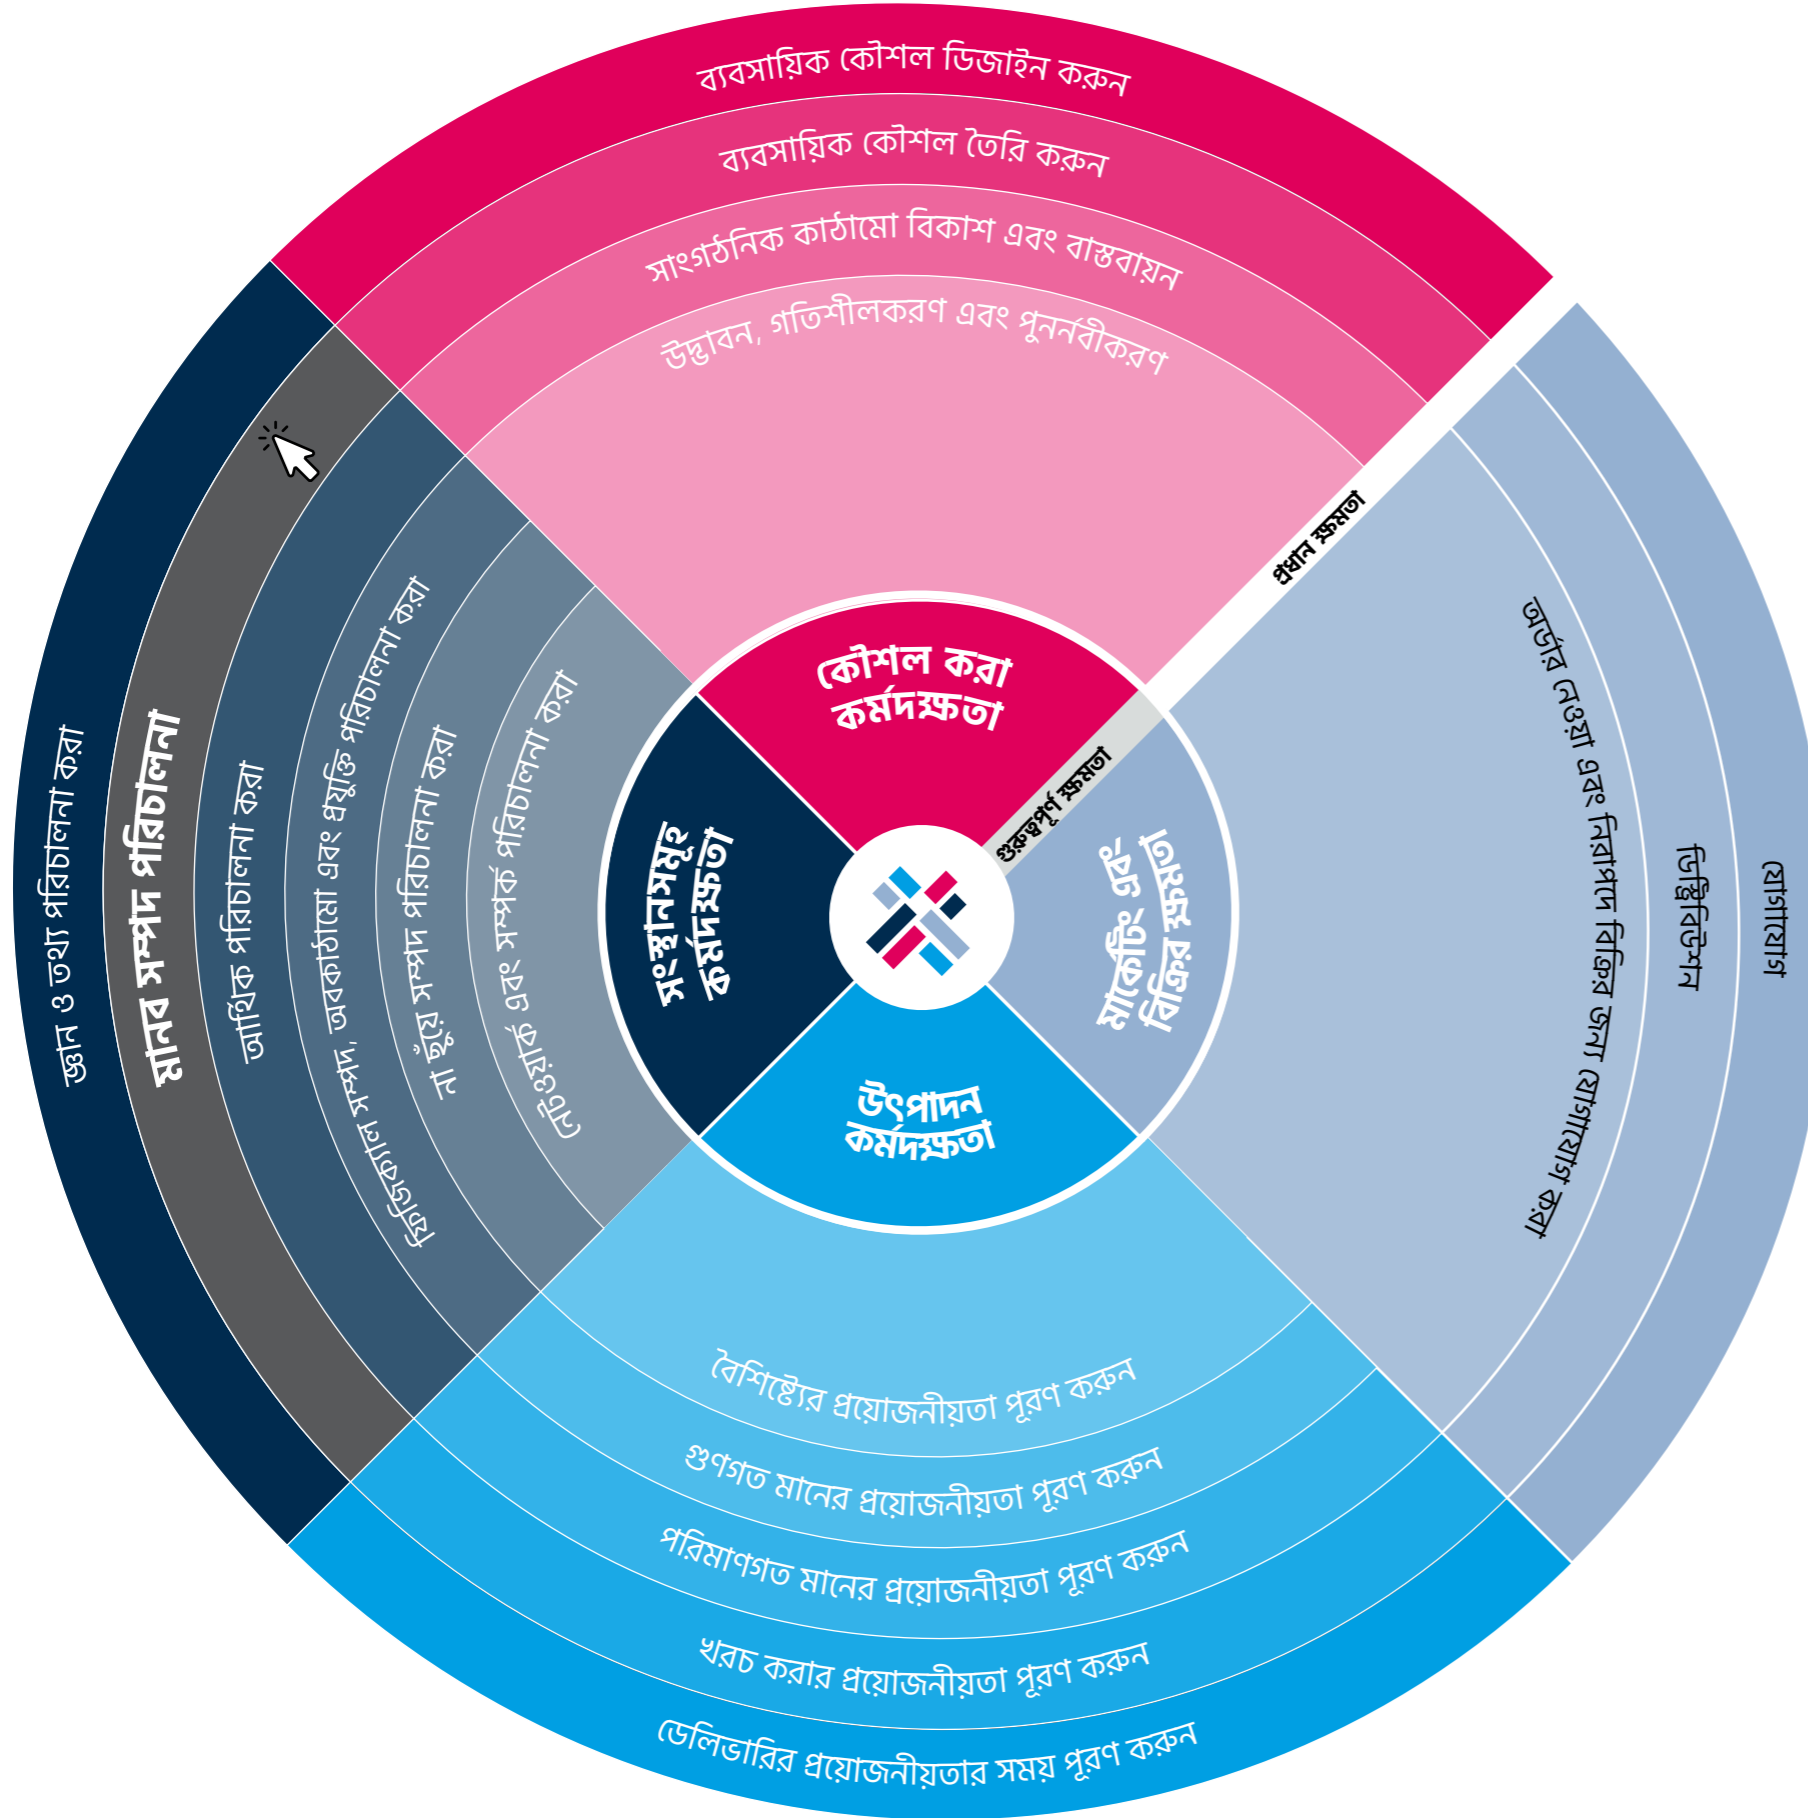 ব্যবসায়িক কৌশল ডিজাইন করুন
ব্যবসায়িক কৌশল তৈরি করুন
সাংগঠনিক কাঠামো বিকাশ এবং বাস্তবায়ন
উদ্ভাবন, গতিশীলকরণ এবং পুনর্নবীকরণ
কৌশল করা
কর্মদক্ষতা
প্রধান ক্ষমতা
গুরুত্বপূর্ণ ক্ষমতা
জ্ঞান ও তথ্য পরিচালনা করা
মানব সম্পদ পরিচালনা
আর্থিক পরিচালনা করা
ফিজিক্যাল সম্পদ, অবকাঠামো এবং প্রযুক্তি পরিচালনা করা
না ছুঁয়ে সম্পদ পরিচালনা করা
নেটওয়ার্ক এবং সম্পর্ক পরিচালনা করা
সংস্থানসমূহ
কর্মদক্ষতা
মার্কেটিং এবং
বিক্রির ক্ষমতা
অর্ডার নেওয়া এবং নিরাপদে বিক্রির জন্য যোগাযোগ করা
ডিস্ট্রিবিউশন
যোগাযোগ
উৎপাদন
কর্মদক্ষতা
বৈশিষ্ট্যের প্রয়োজনীয়তা পূরণ করুন
গুণগত মানের প্রয়োজনীয়তা পূরণ করুন
পরিমাণগত মানের প্রয়োজনীয়তা পূরণ করুন
খরচ করার প্রয়োজনীয়তা পূরণ করুন
ডেলিভারির প্রয়োজনীয়তার সময় পূরণ করুন